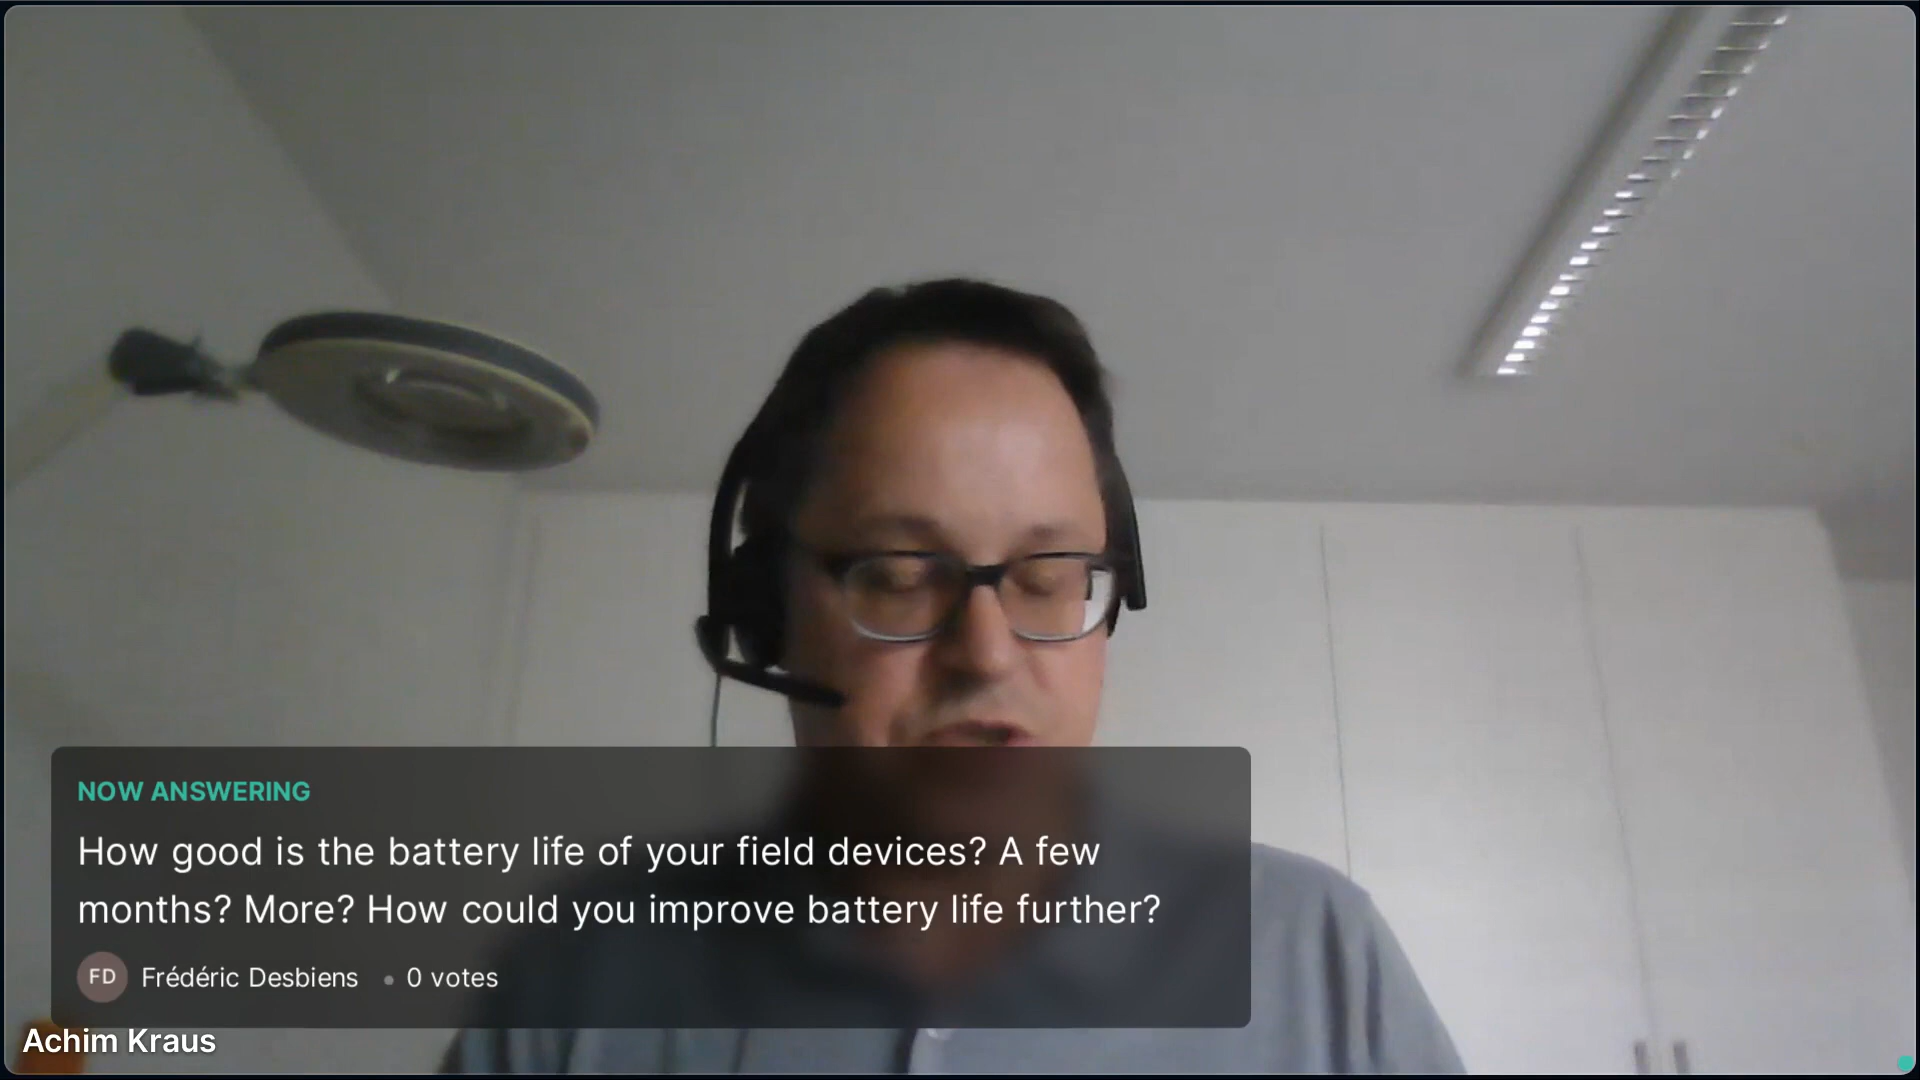 NOW ANSWERING
How good is the battery life of your field devices? A few
months? More? How could you improve battery life further?
FD Frédéric Desbiens • 0 votes
Achim Kraus